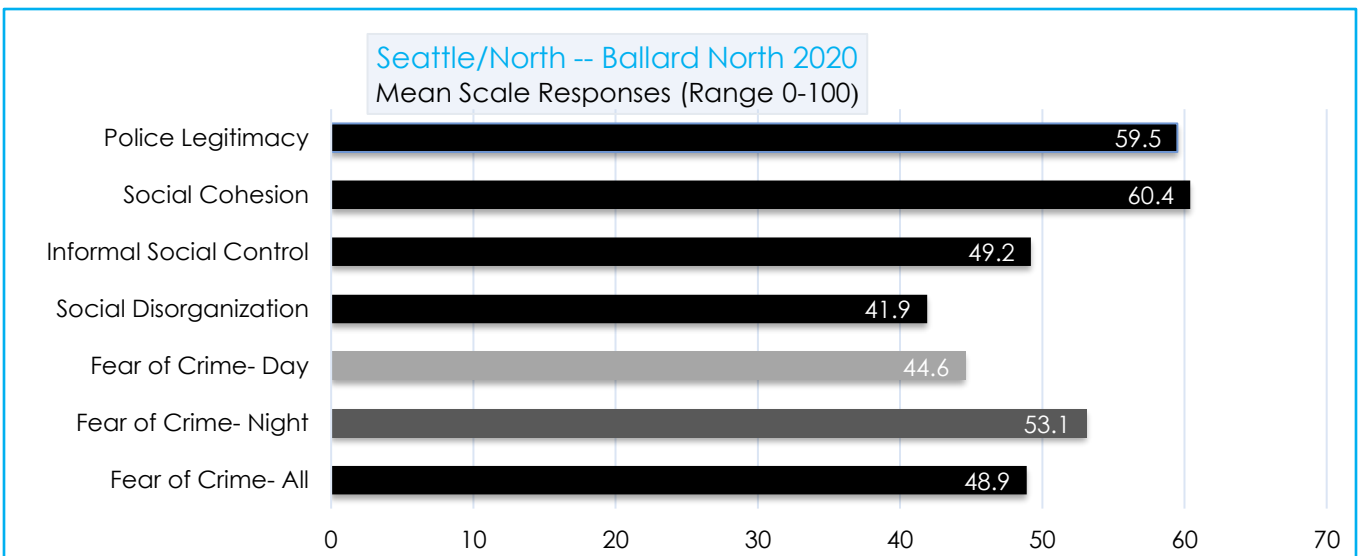 Seattle/North -- Ballard North 2020
Mean Scale Responses (Range 0-100)
Police Legitimacy 59.5
Social Cohesion 60.4
Informal Social Control 49.2
Social Disorganization 41.9
Fear of Crime- Day 44.6
Fear of Crime- Night 53.1
Fear of Crime- All 48.9
0 10 20 30 40 50 60 70